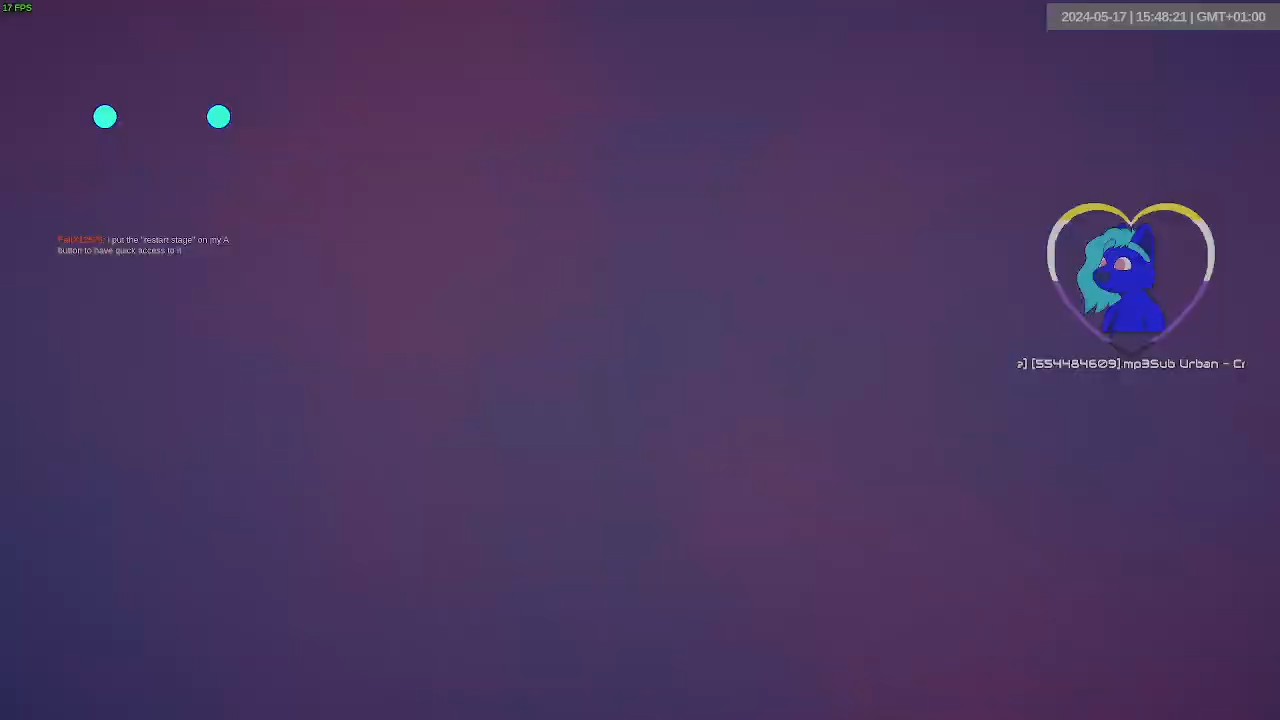 17 FPS
2024-05-17 | 15:48:21 | GMT+01:00
i put the "restart stage" on my A
button to have quick access to it
] [554484609].mp3Sub Urban - Cr